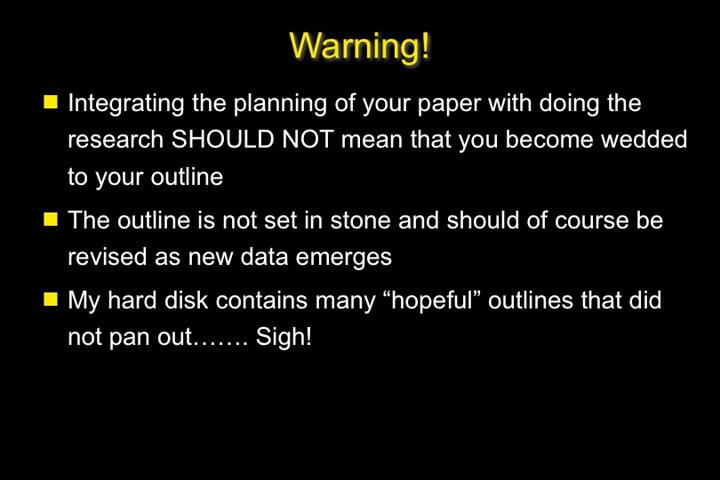 Warning!
Integrating the planning of your paper with doing the
research SHOULD NOT mean that you become wedded
to your outline
The outline is not set in stone and should of course be
revised as new data emerges
My hard disk contains many “hopeful” outlines that did
not pan out……. Sigh!